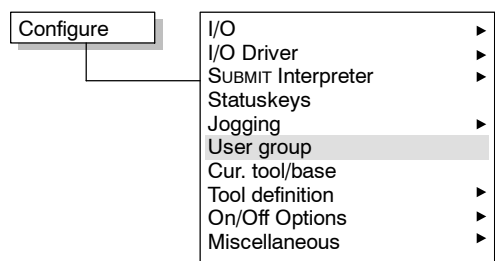 Configure
I/O
I/O Driver
SUBMIT Interpreter
Statuskeys
Jogging
User group
Cur. tool/base
Tool definition
On/Off Options
Miscellaneous